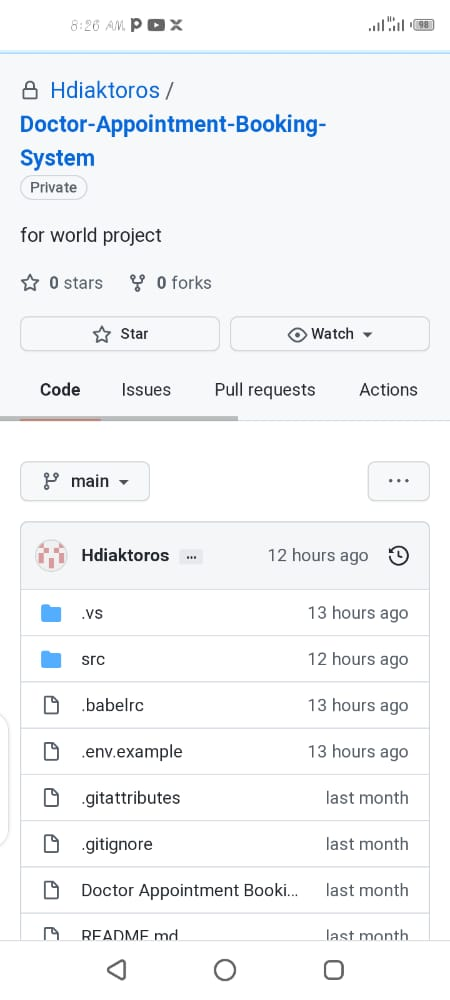 8:26 AM
98
Hdiaktoros /
Doctor-Appointment-Booking-
System
Private
for world project
0 stars 0 forks
Star Watch
Code Issues Pull requests Actions
main ...
Hdiaktoros ... 12 hours ago
.vs 13 hours ago
src 12 hours ago
.babelrc 13 hours ago
.env.example 13 hours ago
.gitattributes last month
.gitignore last month
Doctor Appointment Booki... last month
README.md last month